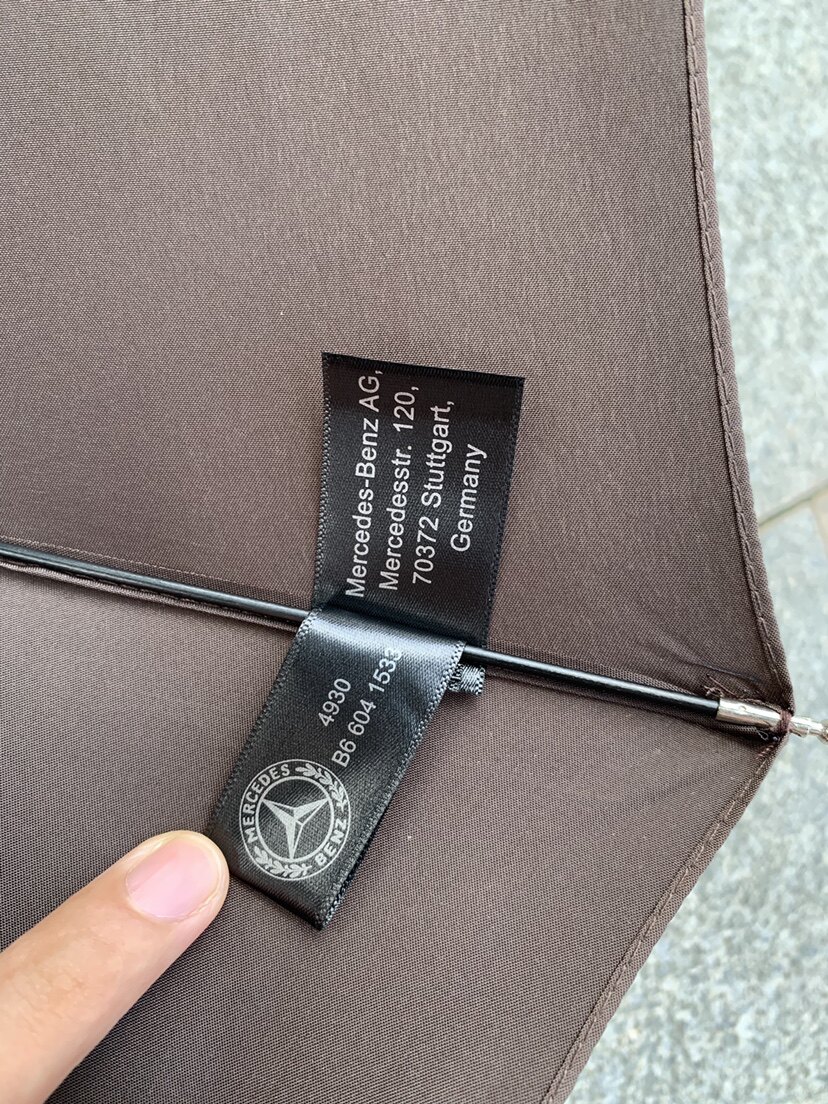 Mercedes-Benz AG,
Mercedesstr. 120,
70372 Stuttgart,
Germany
4930
B6 604 1533
MERCEDES
BENZ